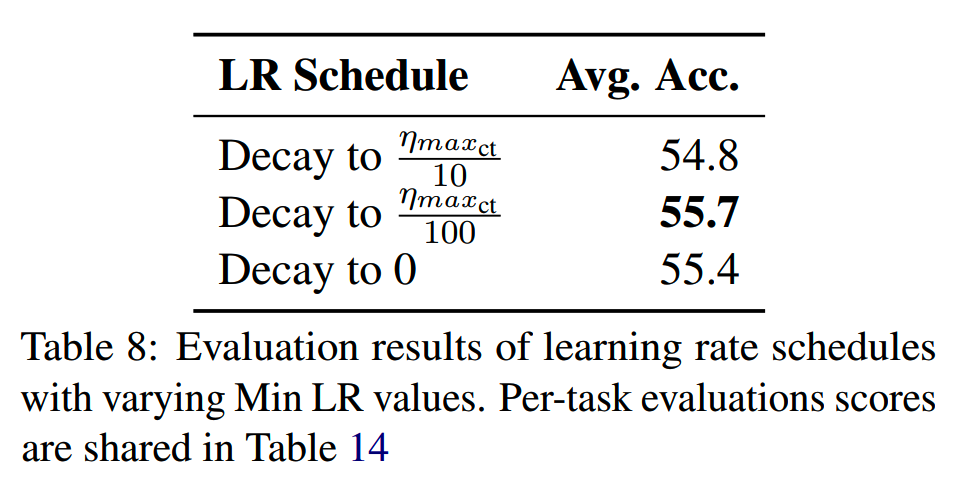 LR Schedule Avg. Acc.
Decay to $\frac{\eta_{max_{\text{ct}}}}{10}$ 54.8
Decay to $\frac{\eta_{max_{\text{ct}}}}{100}$ 55.7
Decay to 0 55.4
Table 8: Evaluation results of learning rate schedules
with varying Min LR values. Per-task evaluations scores
are shared in Table 14